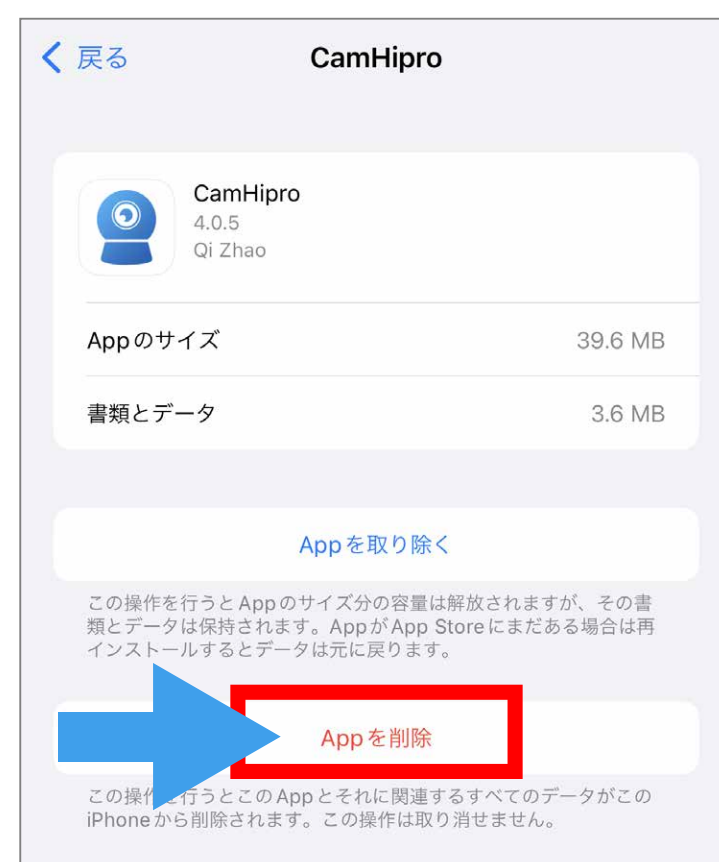 戻る CamHipro
CamHipro
4.0.5
Qi Zhao
Appのサイズ 39.6 MB
書類とデータ 3.6 MB
Appを取り除く
この操作を行うとAppのサイズ分の容量は解放されますが、その書
類とデータは保持されます。AppがApp Storeにまだある場合は再
インストールするとデータは元に戻ります。
Appを削除
この操作 行うとこのAppとそれに関連するすべてのデータがこの
iPhoneから削除されます。この操作は取り消せません。